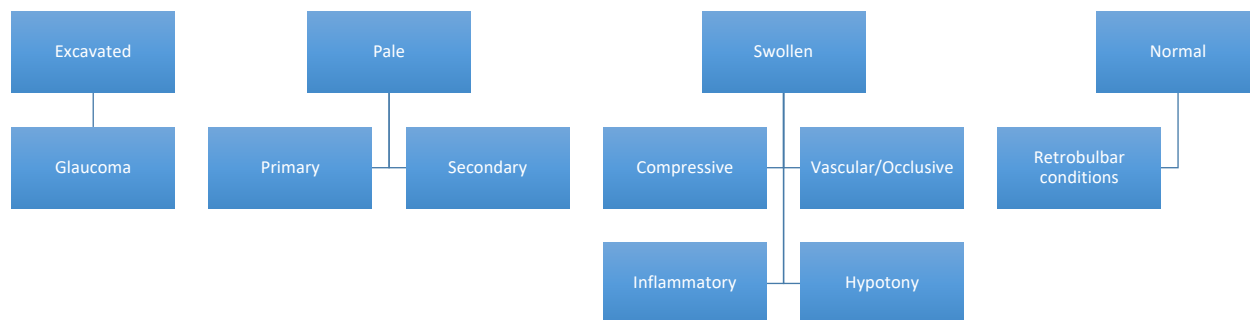 Excavated
Pale
Swollen
Normal
Glaucoma
Primary
Secondary
Compressive
Vascular/Occlusive
Retrobulbar
conditions
Inflammatory
Hypotony